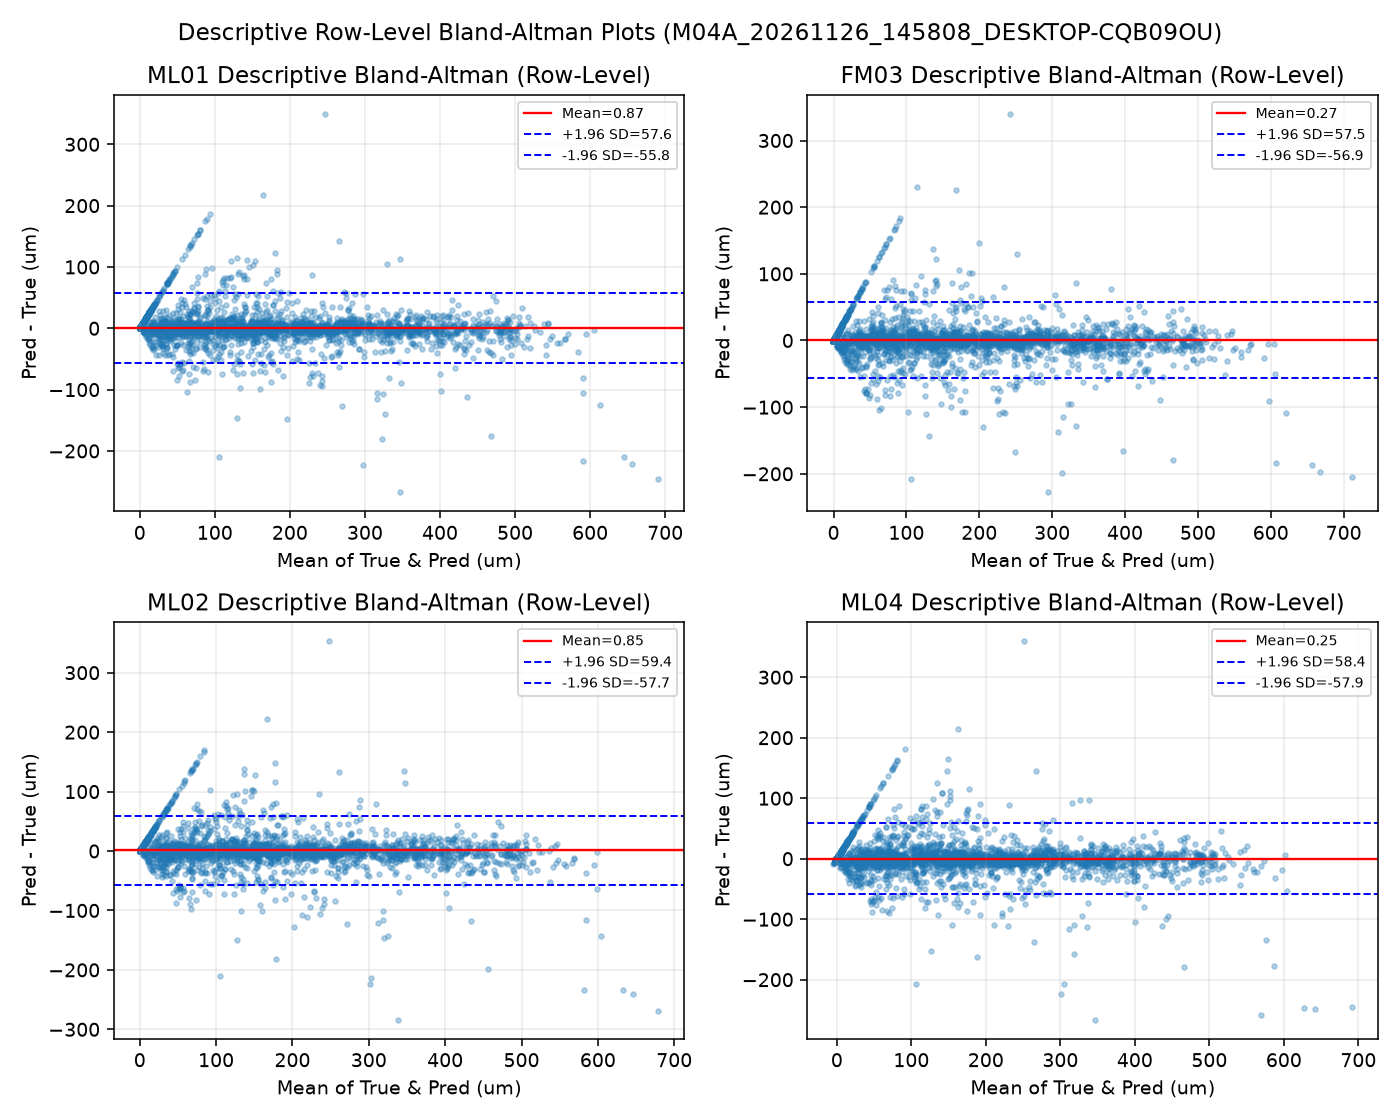 Descriptive Row-Level Bland-Altman Plots (M04A_20261126_145808_DESKTOP-CQB09OU)
ML01 Descriptive Bland-Altman (Row-Level)
Mean=0.87
+1.96 SD=57.6
-1.96 SD=-55.8
300
200
100
0
−100
−200
Pred - True (um)
0 100 200 300 400 500 600 700
Mean of True & Pred (um)
FM03 Descriptive Bland-Altman (Row-Level)
Mean=0.27
+1.96 SD=57.5
-1.96 SD=-56.9
300
200
100
0
−100
−200
Pred - True (um)
0 100 200 300 400 500 600 700
Mean of True & Pred (um)
ML02 Descriptive Bland-Altman (Row-Level)
Mean=0.85
+1.96 SD=59.4
-1.96 SD=-57.7
300
200
100
0
−100
−200
−300
Pred - True (um)
0 100 200 300 400 500 600 700
Mean of True & Pred (um)
ML04 Descriptive Bland-Altman (Row-Level)
Mean=0.25
+1.96 SD=58.4
-1.96 SD=-57.9
300
200
100
0
−100
−200
Pred - True (um)
0 100 200 300 400 500 600 700
Mean of True & Pred (um)